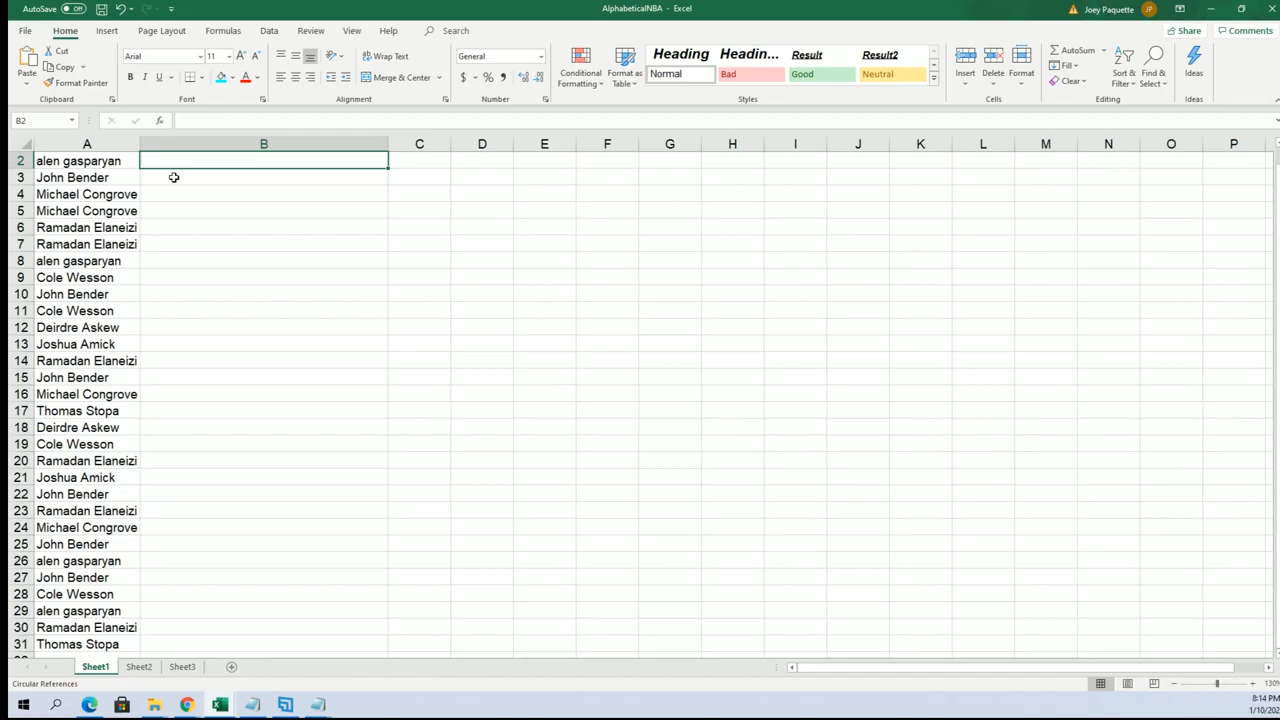 AutoSave Off AlphabeticalNBA - Excel Joey Paquette JP
File Home Insert Page Layout Formulas Data Review View Help Search Share Comments
Cut Arial 11 Wrap Text General Heading Headin... Result Result2 AutoSum
Copy Fill
Paste Format Painter B I U Merge & Center $ % Conditional Formatting Format as Table Normal Bad Good Neutral Insert Delete Format Clear Sort & Filter Find & Select Ideas
Clipboard Font Alignment Number Styles Cells Editing Ideas
B2 fx
A B C D E F G H I J K L M N O P
2 alen gasparyan
3 John Bender
4 Michael Congrove
5 Michael Congrove
6 Ramadan Elaneizi
7 Ramadan Elaneizi
8 alen gasparyan
9 Cole Wesson
10 John Bender
11 Cole Wesson
12 Deirdre Askew
13 Joshua Amick
14 Ramadan Elaneizi
15 John Bender
16 Michael Congrove
17 Thomas Stopa
18 Deirdre Askew
19 Cole Wesson
20 Ramadan Elaneizi
21 Joshua Amick
22 John Bender
23 Ramadan Elaneizi
24 Michael Congrove
25 John Bender
26 alen gasparyan
27 John Bender
28 Cole Wesson
29 alen gasparyan
30 Ramadan Elaneizi
31 Thomas Stopa
Sheet1 Sheet2 Sheet3
Circular References 130%
8:14 PM
1/10/202